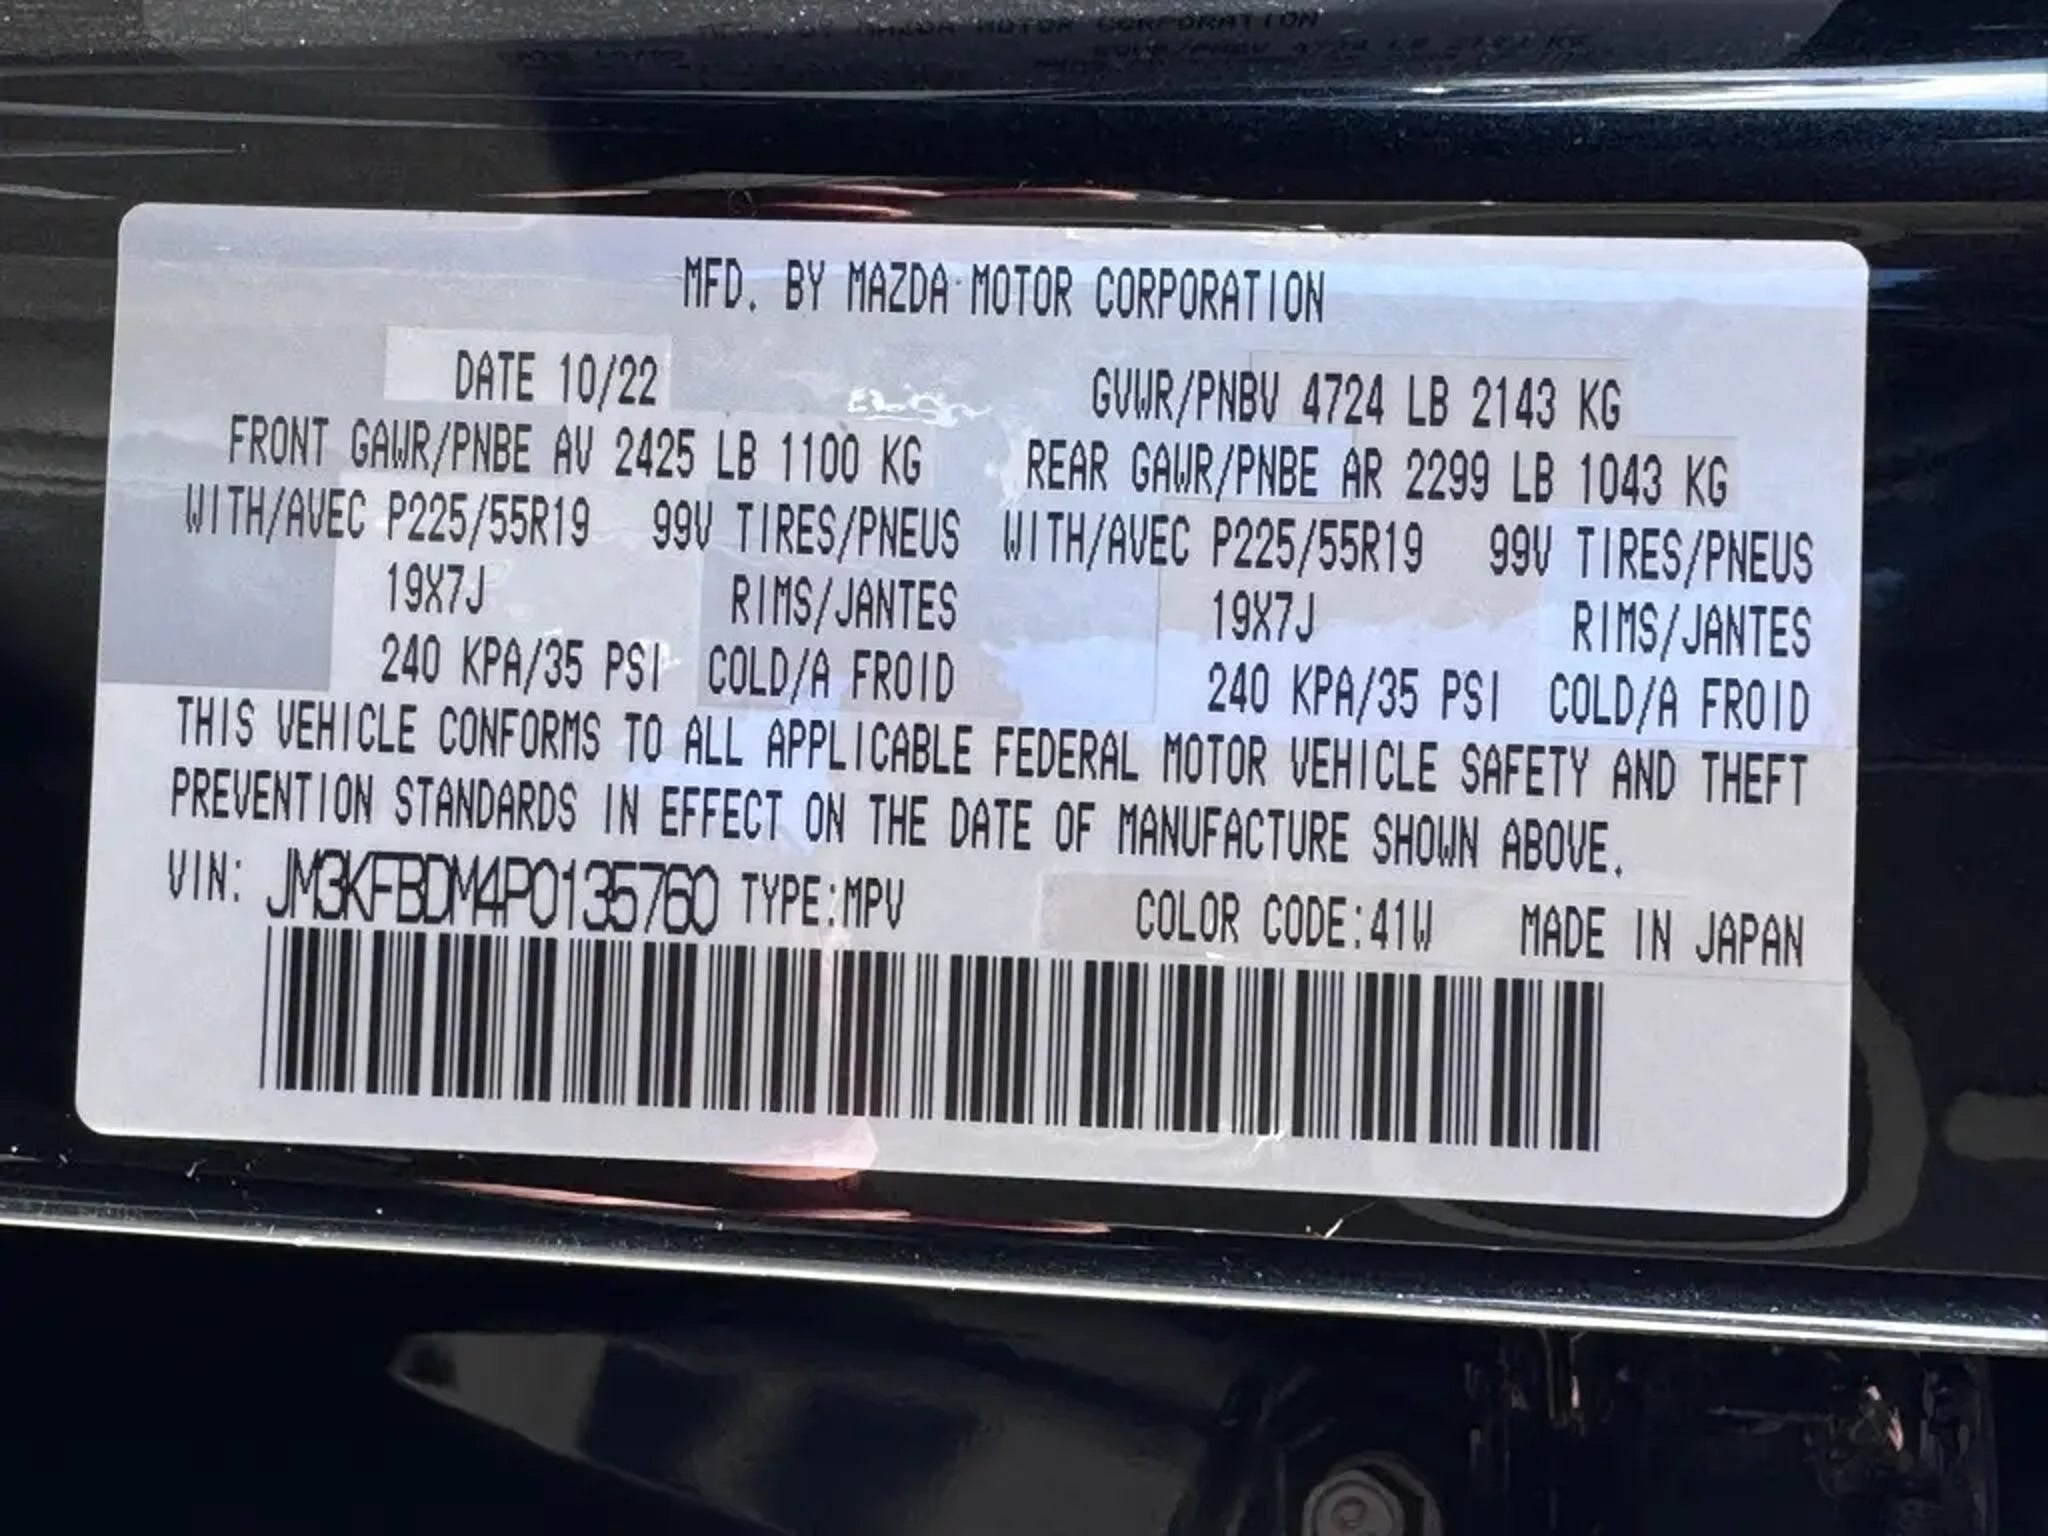 MFD. BY MAZDA MOTOR CORPORATION
DATE 10/22 GVWR/PNBV 4724 LB 2143 KG
FRONT GAWR/PNBE AV 2425 LB 1100 KG REAR GAWR/PNBE AR 2299 LB 1043 KG
WITH/AVEC P225/55R19 99V TIRES/PNEUS WITH/AVEC P225/55R19 99V TIRES/PNEUS
19X7J RIMS/JANTES 19X7J RIMS/JANTES
240 KPA/35 PSI COLD/A FROID 240 KPA/35 PSI COLD/A FROID
THIS VEHICLE CONFORMS TO ALL APPLICABLE FEDERAL MOTOR VEHICLE SAFETY AND THEFT
PREVENTION STANDARDS IN EFFECT ON THE DATE OF MANUFACTURE SHOWN ABOVE.
VIN: JM3KFBDM4P0135760 TYPE:MPV COLOR CODE:41W MADE IN JAPAN